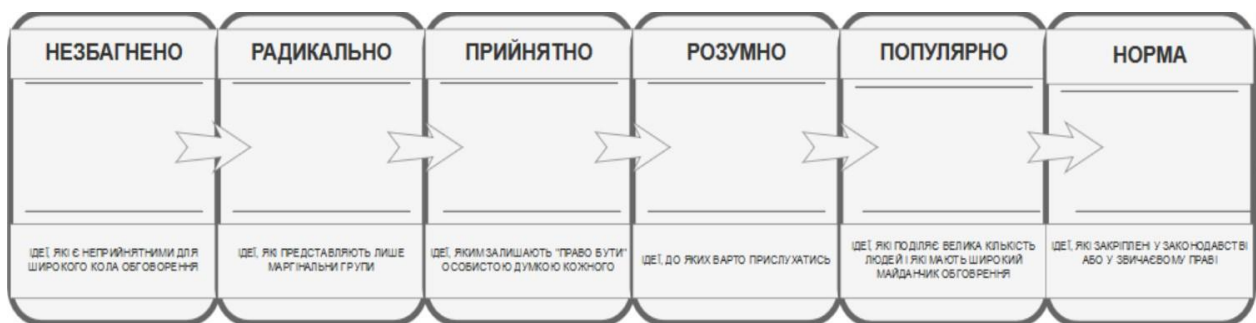 НЕЗБАГНЕНО
ІДЕЇ, ЯКІ Є НЕПРИЙНЯТНИМИ ДЛЯ
ШИРОКОГО КОЛА ОБГОВОРЕННЯ
РАДИКАЛЬНО
ІДЕЇ, ЯКІ ПРЕДСТАВЛЯЮТЬ ЛИШЕ
МАРГІНАЛЬНИ ГРУПИ
ПРИЙНЯТНО
ІДЕЇ, ЯКИМ ЗАЛИШАЮТЬ "ПРАВО БУТИ"
ОСОБИСТОЮ ДУМКОЮ КОЖНОГО
РОЗУМНО
ІДЕЇ, ДО ЯКИХ ВАРТО ПРИСЛУХАТИСЬ
ПОПУЛЯРНО
ІДЕЇ, ЯКІ ПОДІЛЯЄ ВЕЛИКА КІЛЬКІСТЬ
ЛЮДЕЙ І ЯКІ МАЮТЬ ШИРОКИЙ
МАЙДАНЧИК ОБГОВРЕННЯ
НОРМА
ІДЕЇ, ЯКІ ЗАКРІПЛЕНІ У ЗАКОНОДАВСТВІ
АБО У ЗВИЧАЄВОМУ ПРАВІ